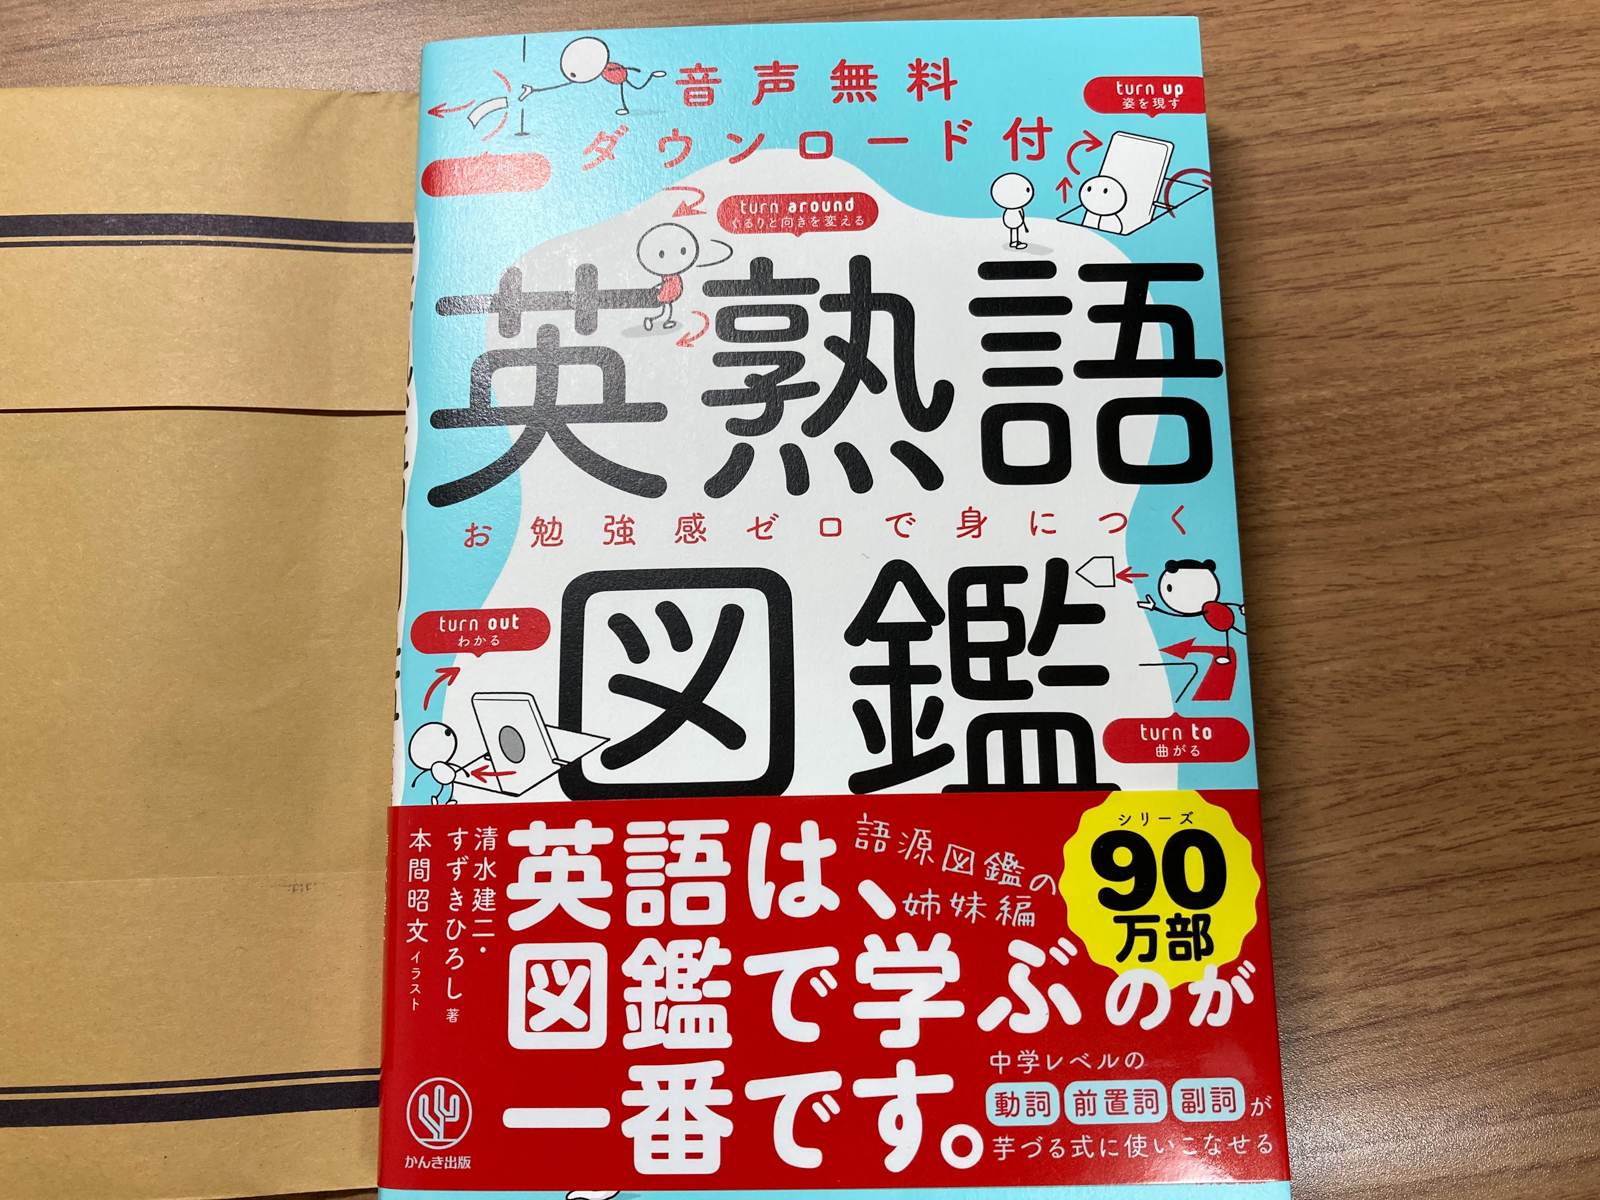 音声無料
ダウンロード付
turn up
姿を現す
turn around
ぐるりと向きを変える
英熟語
お勉強感ゼロで身につく
図鑑
turn out
わかる
turn to
曲がる
清水建二・
すずきひろし 著
本間昭文 イラスト
英語は、
図鑑で学ぶのが
一番です。
語源図鑑の
姉妹編
シリーズ
90
万部
中学レベルの
動詞 前置詞 副詞 が
芋づる式に使いこなせる
かんき出版